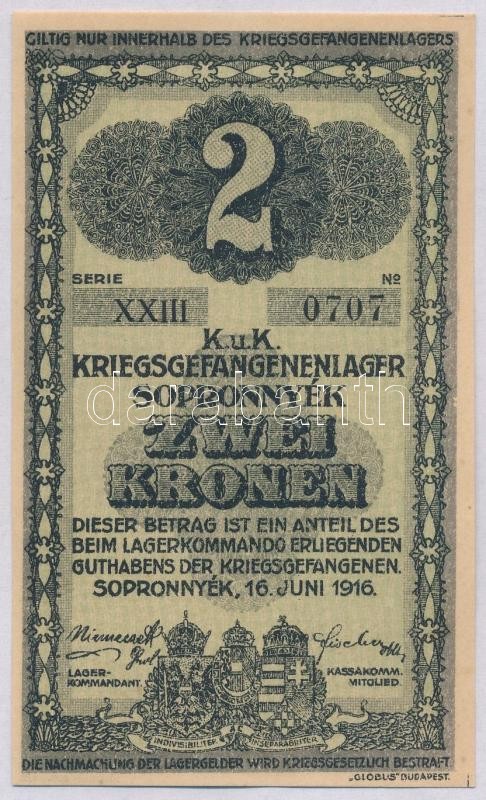 GILTIG NUR INNERHALB DES KRIEGSGEFANGENENLAGERS
2
SERIE No
XXIII 0707
K.u.K.
KRIEGSGEFANGENENLAGER
SOPRONNYÉK
darabanth
ZWEI
KRONEN
DIESER BETRAG IST EIN ANTEIL DES
BEIM LAGERKOMMANDO ERLIEGENDEN
GUTHABENS DER KRIEGSGEFANGENEN.
SOPRONNYÉK, 16. JUNI 1916.
LAGER-
KOMMANDANT.
KASSAKOMM.
MITGLIED.
INDIVISIBILITER AC INSEPARABILITER
DIE NACHMACHUNG DER LAGERGELDER WIRD KRIEGSGESETZLICH BESTRAFT.
„GLOBUS" BUDAPEST.